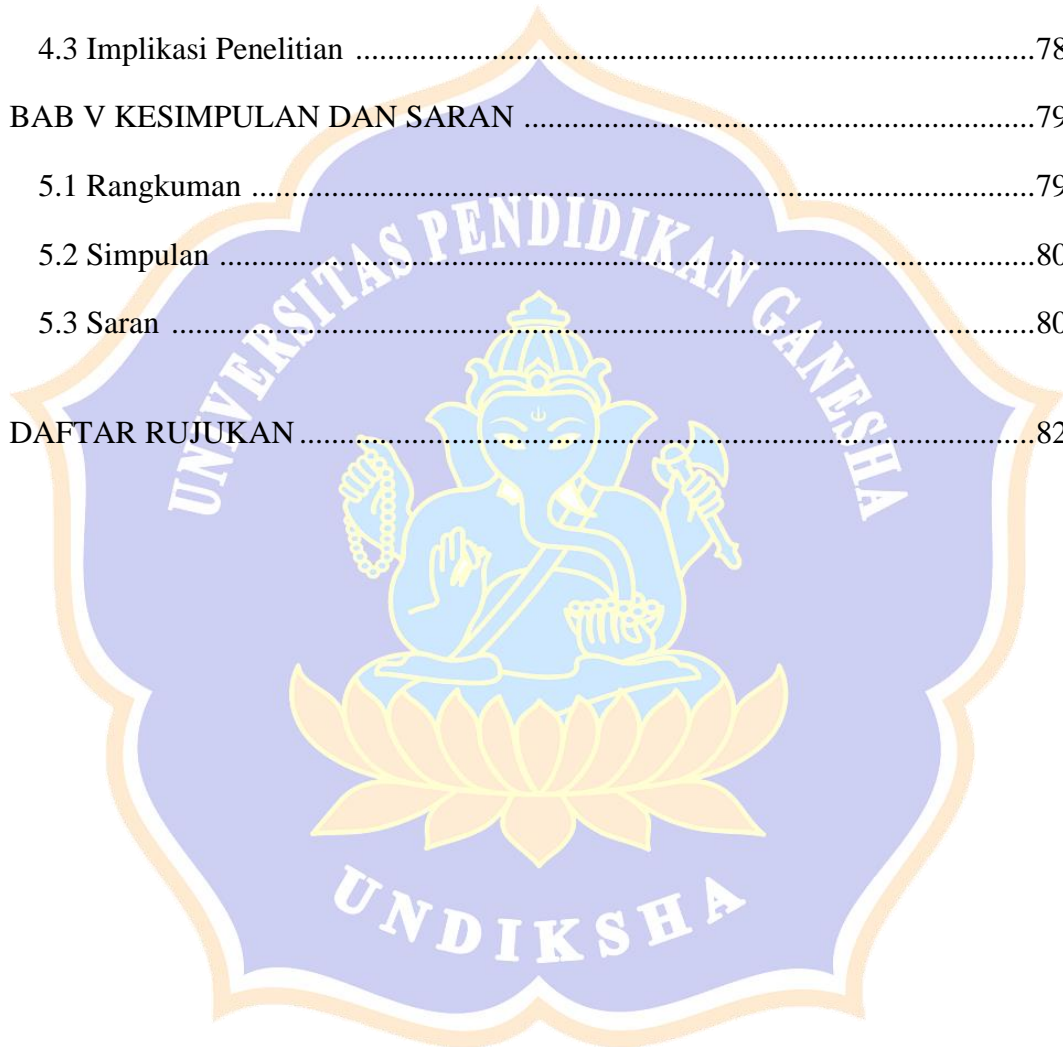 4.3 Implikasi Penelitian ..................................................................................... 78
BAB V KESIMPULAN DAN SARAN ................................................................ 79
5.1 Rangkuman .................................................................................................. 79
5.2 Simpulan ...................................................................................................... 80
5.3 Saran ............................................................................................................ 80
DAFTAR RUJUKAN ............................................................................................ 82
UNIVERSITAS PENDIDIKAN GANESHA
UNDIKSHA